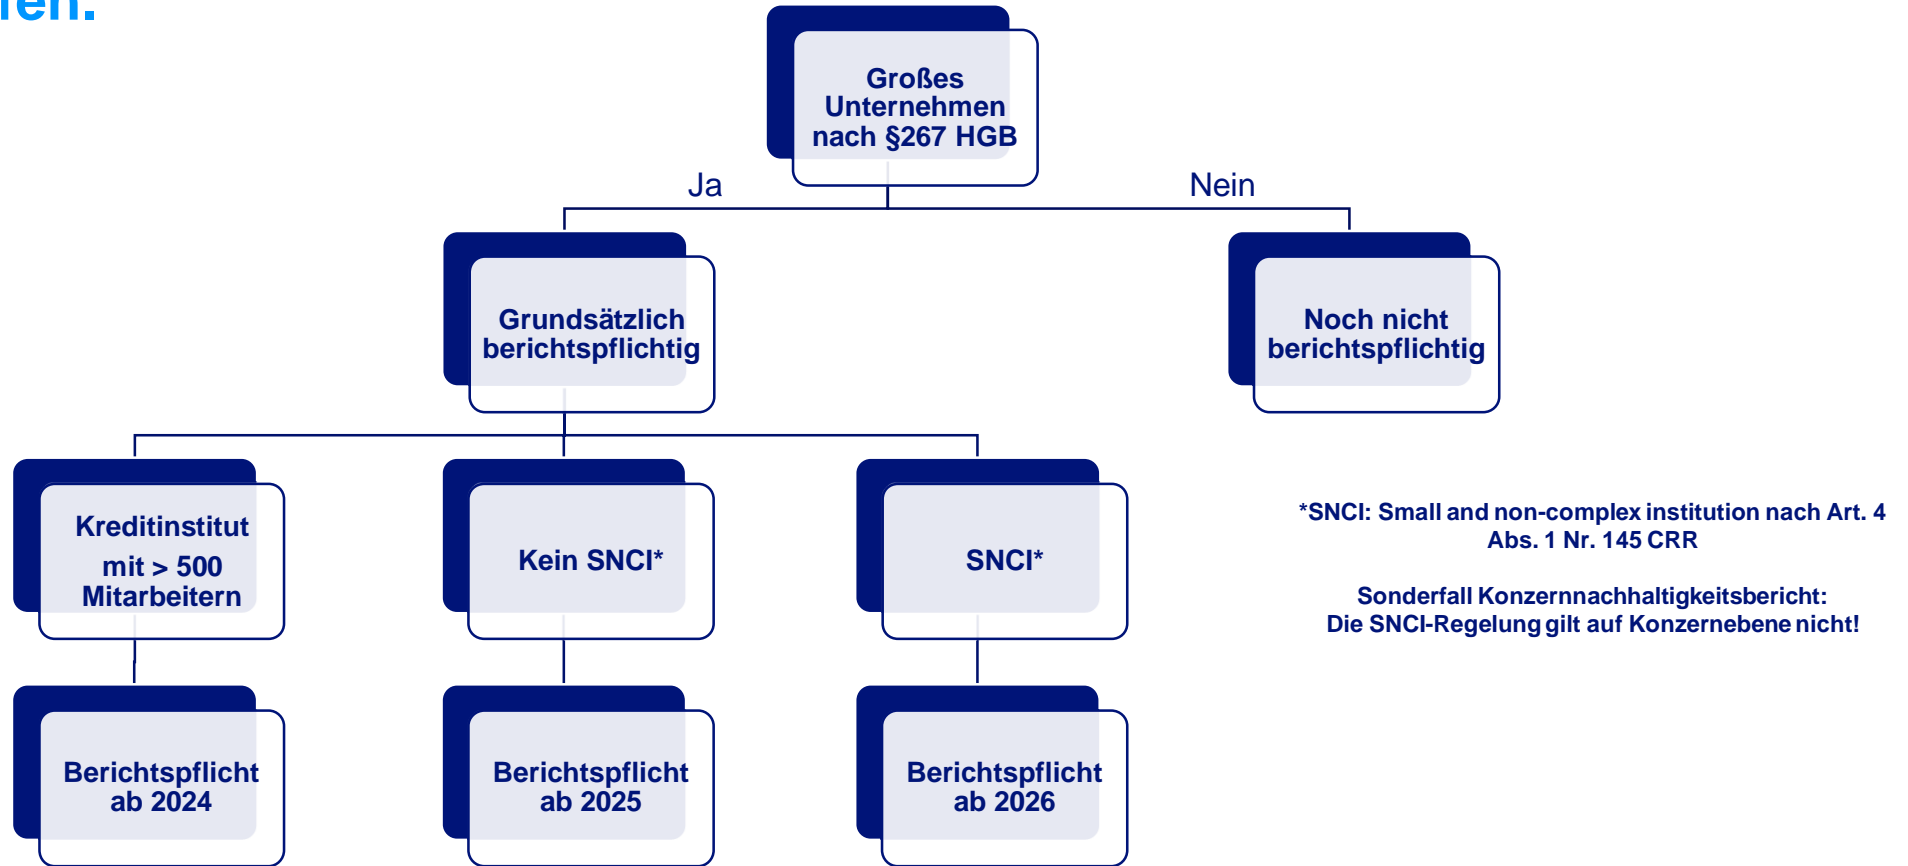 Großes
Unternehmen
nach §267 HGB
Ja
Nein
Grundsätzlich
berichtspflichtig
Noch nicht
berichtspflichtig
Kreditinstitut
mit > 500
Mitarbeitern
Kein SNCI*
SNCI*
*SNCI: Small and non-complex institution nach Art. 4
Abs. 1 Nr. 145 CRR
Sonderfall Konzernnachhaltigkeitsbericht:
Die SNCI-Regelung gilt auf Konzernebene nicht!
Berichtspflicht
ab 2024
Berichtspflicht
ab 2025
Berichtspflicht
ab 2026